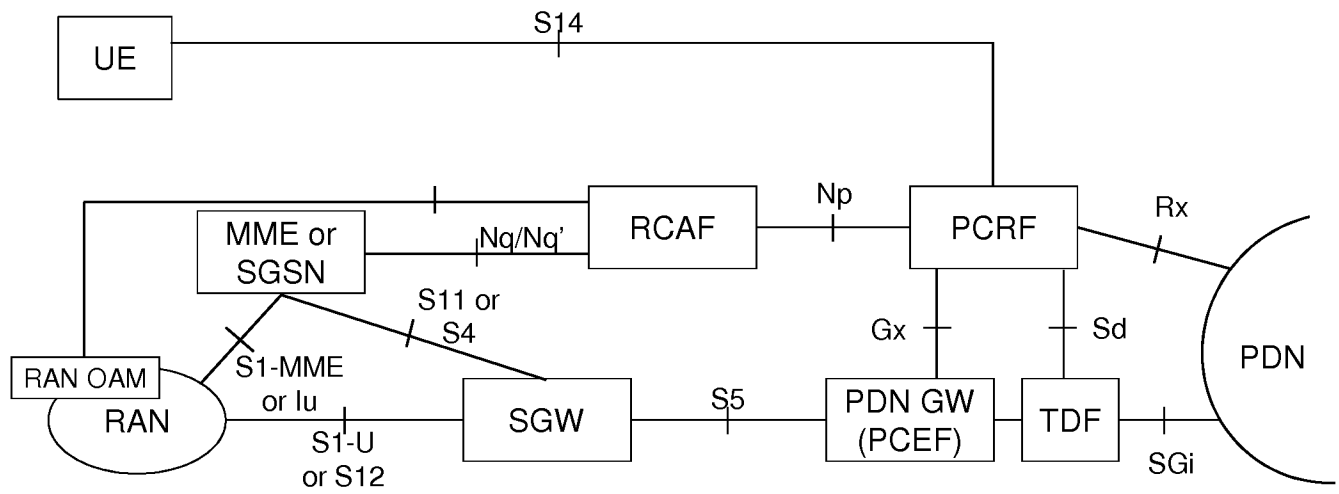 S14
UE
Np
Rx
MME or
SGSN
Nq/Nq’
RCAF
PCRF
S11 or
S4
Gx
Sd
PDN
RAN OAM
S1-MME
or Iu
RAN
SGW
S5
PDN GW
(PCEF)
TDF
S1-U
or S12
SGi